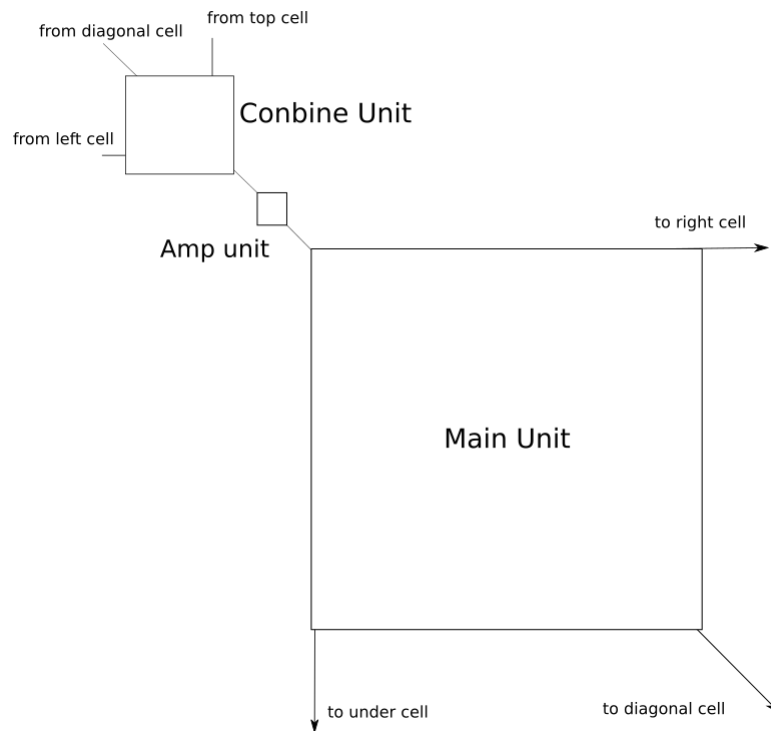 from top cell
from diagonal cell
Conbine Unit
from left cell
to right cell
Amp unit
Main Unit
to diagonal cell
to under cell